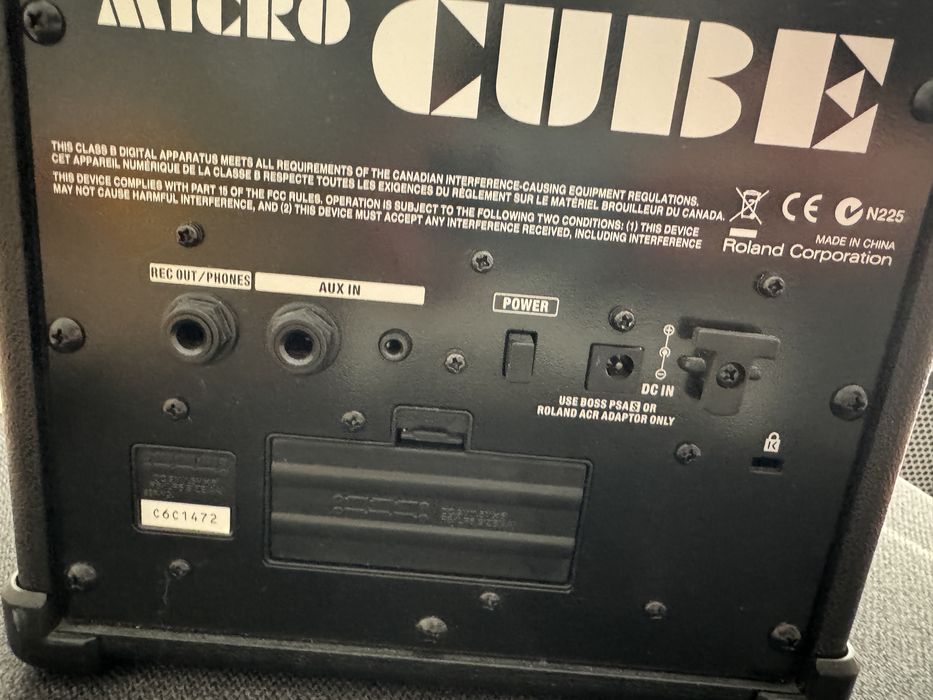 MICRO CUBE
THIS CLASS B DIGITAL APPARATUS MEETS ALL REQUIREMENTS OF THE CANADIAN INTERFERENCE-CAUSING EQUIPMENT REGULATIONS.
CET APPAREIL NUMÉRIQUE DE LA CLASSE B RESPECTE TOUTES LES EXIGENCES DU RÈGLEMENT SUR LE MATÉRIEL BROUILLEUR DU CANADA.
THIS DEVICE COMPLIES WITH PART 15 OF THE FCC RULES. OPERATION IS SUBJECT TO THE FOLLOWING TWO CONDITIONS: (1) THIS DEVICE
MAY NOT CAUSE HARMFUL INTERFERENCE, AND (2) THIS DEVICE MUST ACCEPT ANY INTERFERENCE RECEIVED, INCLUDING INTERFERENCE
CE N225
MADE IN CHINA
Roland Corporation
REC OUT/PHONES
AUX IN
POWER
DC IN
USE BOSS PSA S OR
ROLAND ACR ADAPTOR ONLY
K
C6C1472